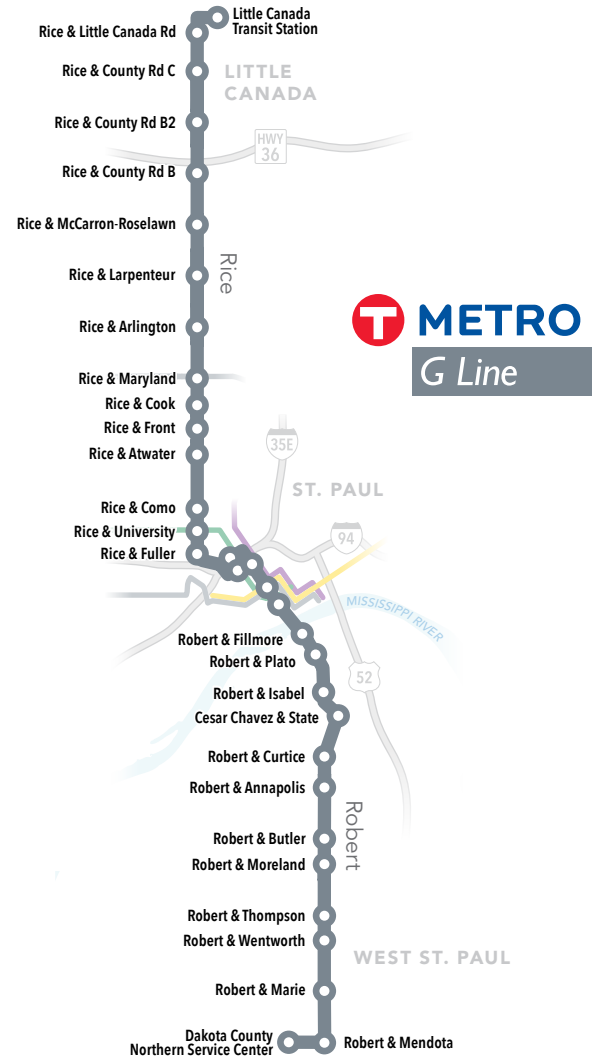 Little Canada
Transit Station
Rice & Little Canada Rd
Rice & County Rd C
LITTLE
CANADA
Rice & County Rd B2
HWY
36
Rice & County Rd B
Rice & McCarron-Roselawn
Rice
Rice & Larpenteur
T METRO
G Line
Rice & Arlington
Rice & Maryland
Rice & Cook
Rice & Front
Rice & Atwater
35E
ST. PAUL
Rice & Como
Rice & University
Rice & Fuller
94
MISSISSIPPI RIVER
Robert & Fillmore
Robert & Plato
52
Robert & Isabel
Cesar Chavez & State
Robert & Curtice
Robert & Annapolis
Robert
Robert & Butler
Robert & Moreland
Robert & Thompson
Robert & Wentworth
WEST ST. PAUL
Robert & Marie
Dakota County
Northern Service Center
Robert & Mendota